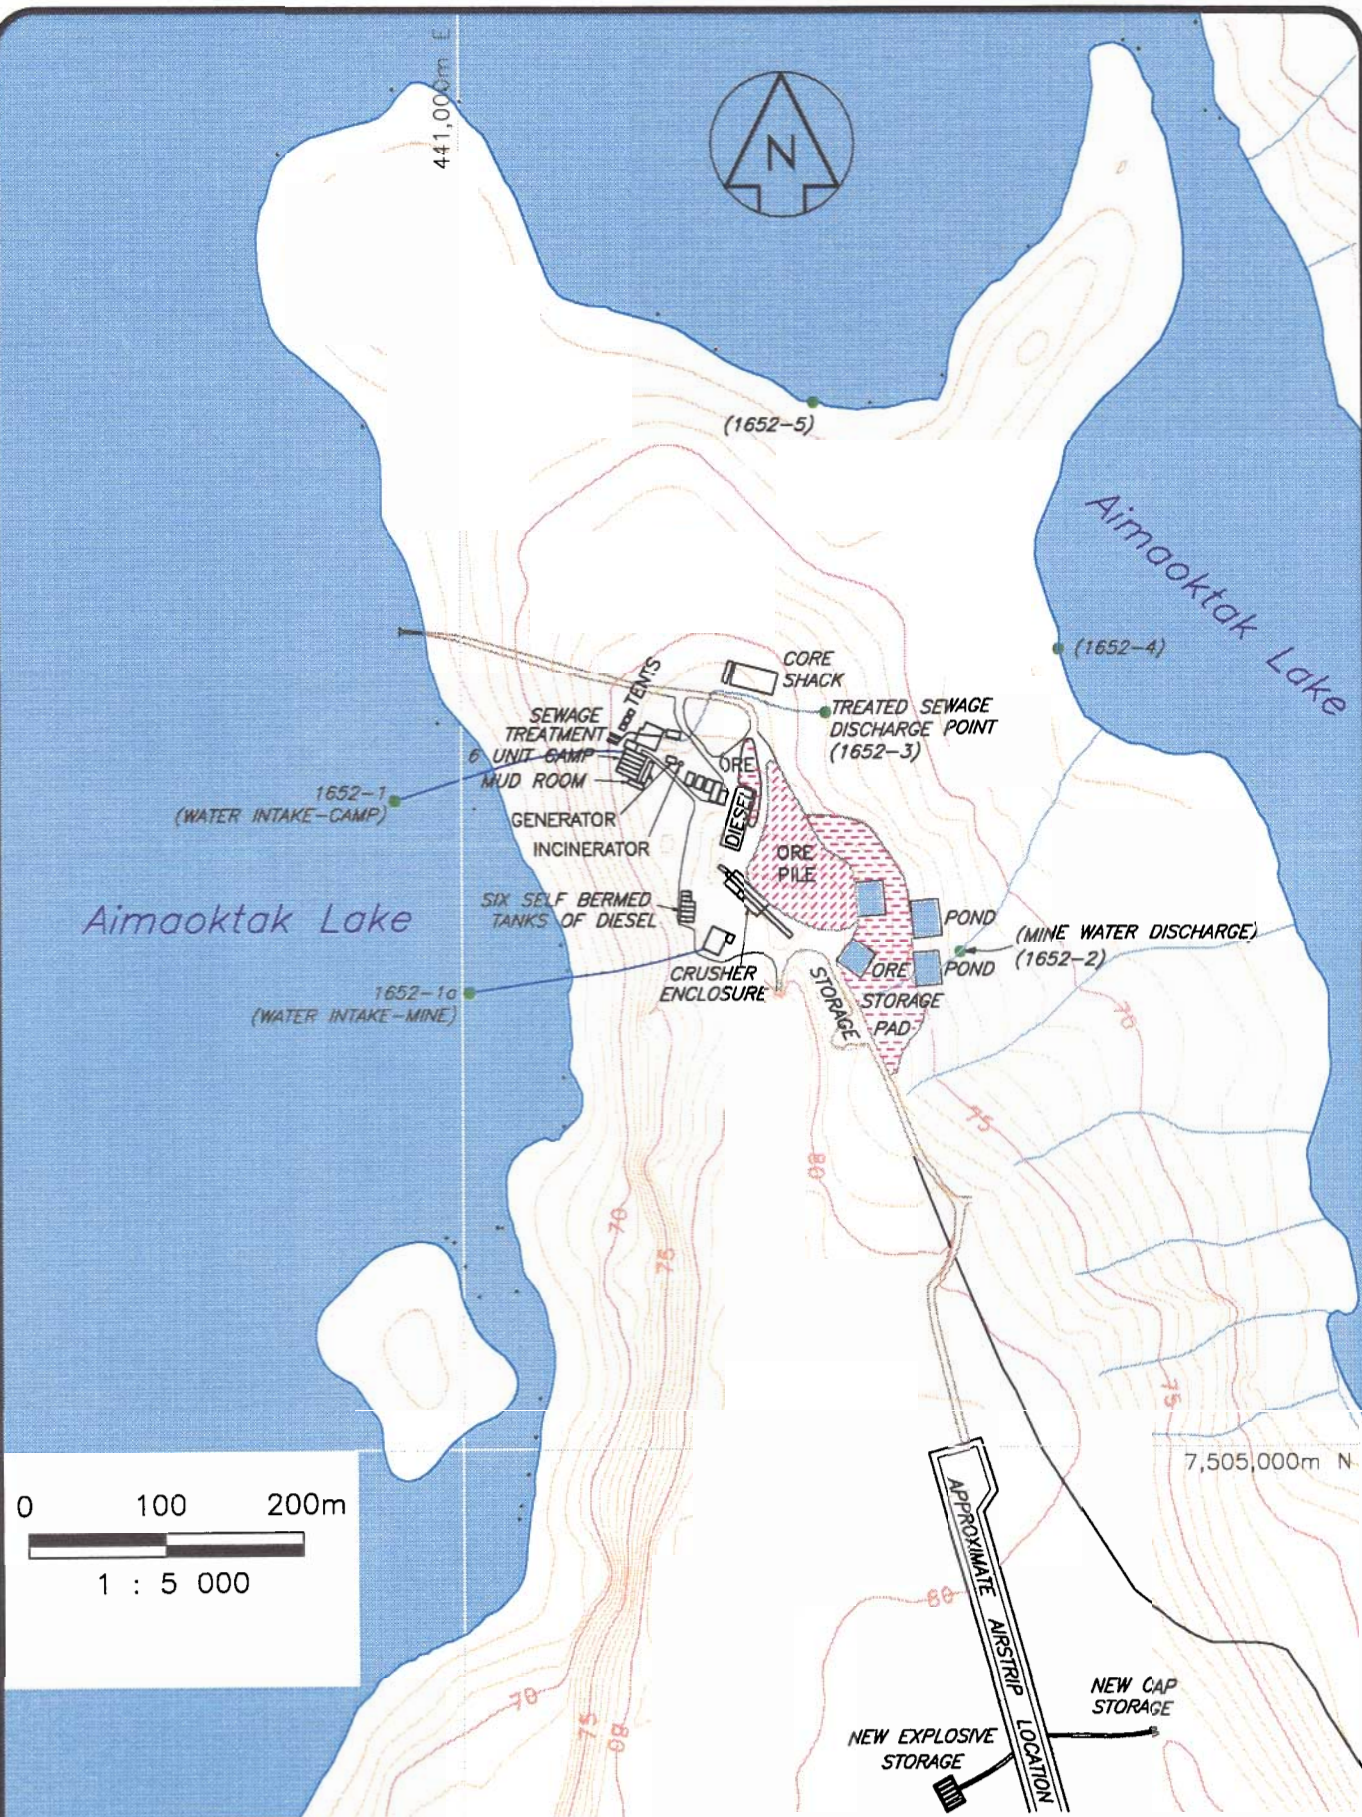 441,000m E
N
(1652-5)
Aimaoktak Lake
(1652-4)
CORE
SHACK
TENTS
TREATED SEWAGE
DISCHARGE POINT
(1652-3)
SEWAGE
TREATMENT
6 UNIT CAMP
MUD ROOM
ORE
1652-1
(WATER INTAKE-CAMP)
GENERATOR
DIESEL
INCINERATOR
ORE
PILE
SIX SELF BERMED
TANKS OF DIESEL
Aimaoktak Lake
POND
(MINE WATER DISCHARGE)
(1652-2)
ORE
POND
STORAGE
PAD
CRUSHER
ENCLOSURE
STORAGE
1652-1a
(WATER INTAKE-MINE)
70
75
80
70
75
75
7,505,000m N
0 100 200m
1 : 5 000
APPROXIMATE AIRSTRIP LOCATION
80
NEW CAP
STORAGE
70
75
80
NEW EXPLOSIVE
STORAGE